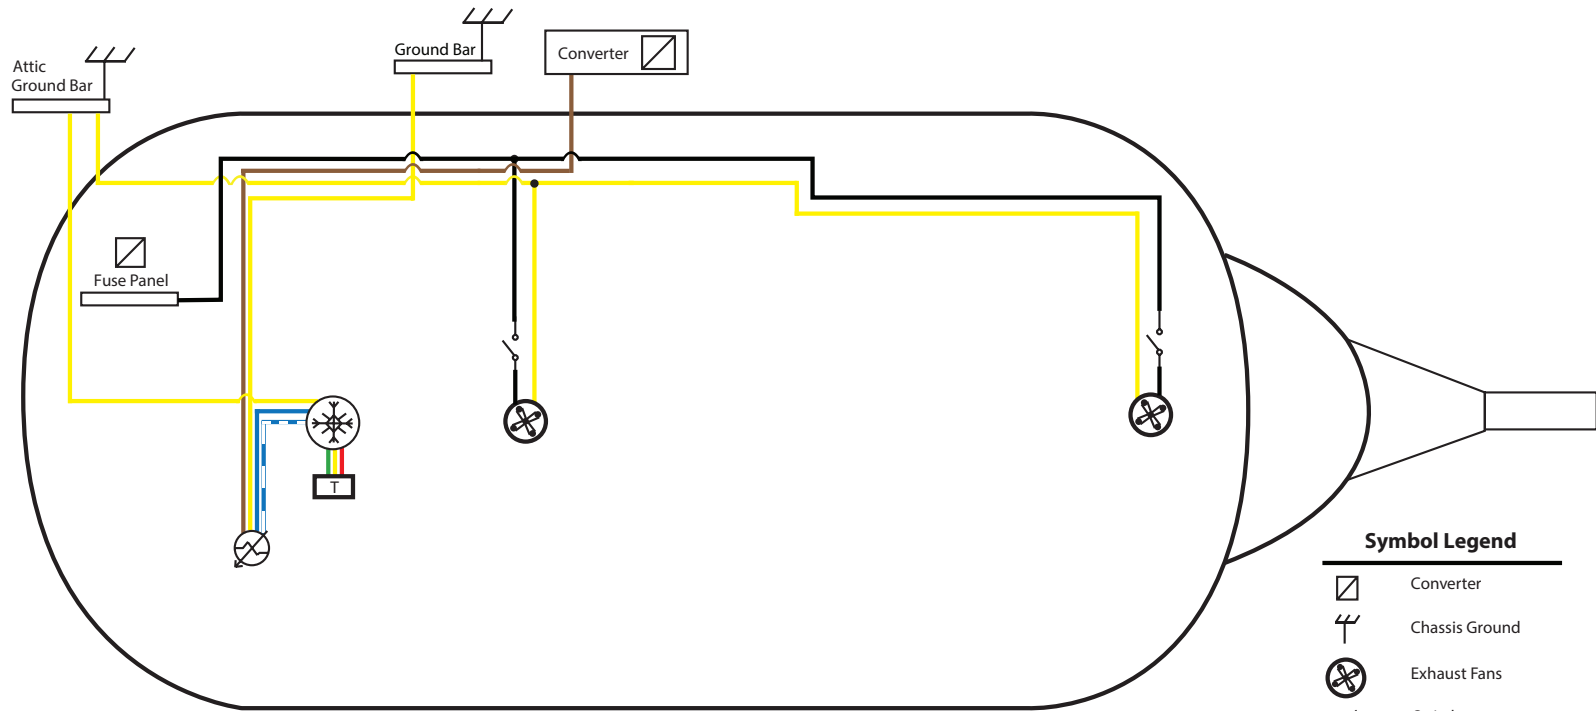 Attic
Ground Bar
Ground Bar
Converter
Fuse Panel
T
Symbol Legend
Converter
Chassis Ground
Exhaust Fans